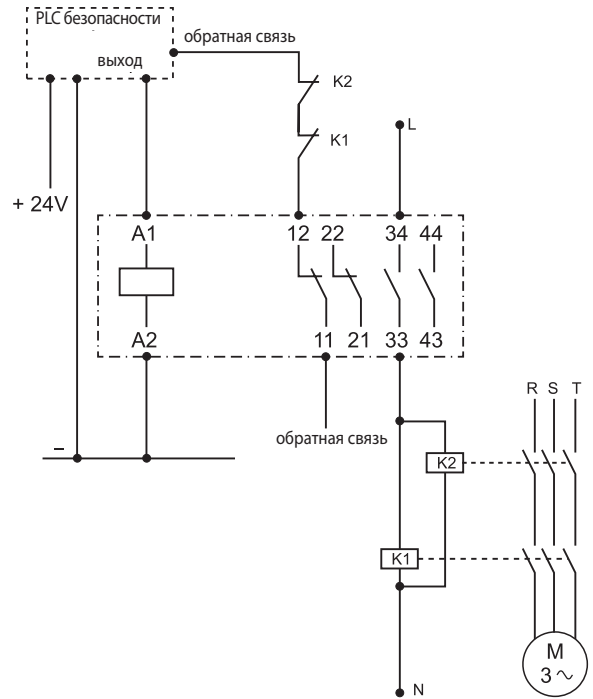 PLC безопасности
обратная связь
выход
K2
K1
L
+ 24V
A1
12 22
34 44
A2
11 21
33 43
R S T
обратная связь
–
K2
K1
M
3 ~
N